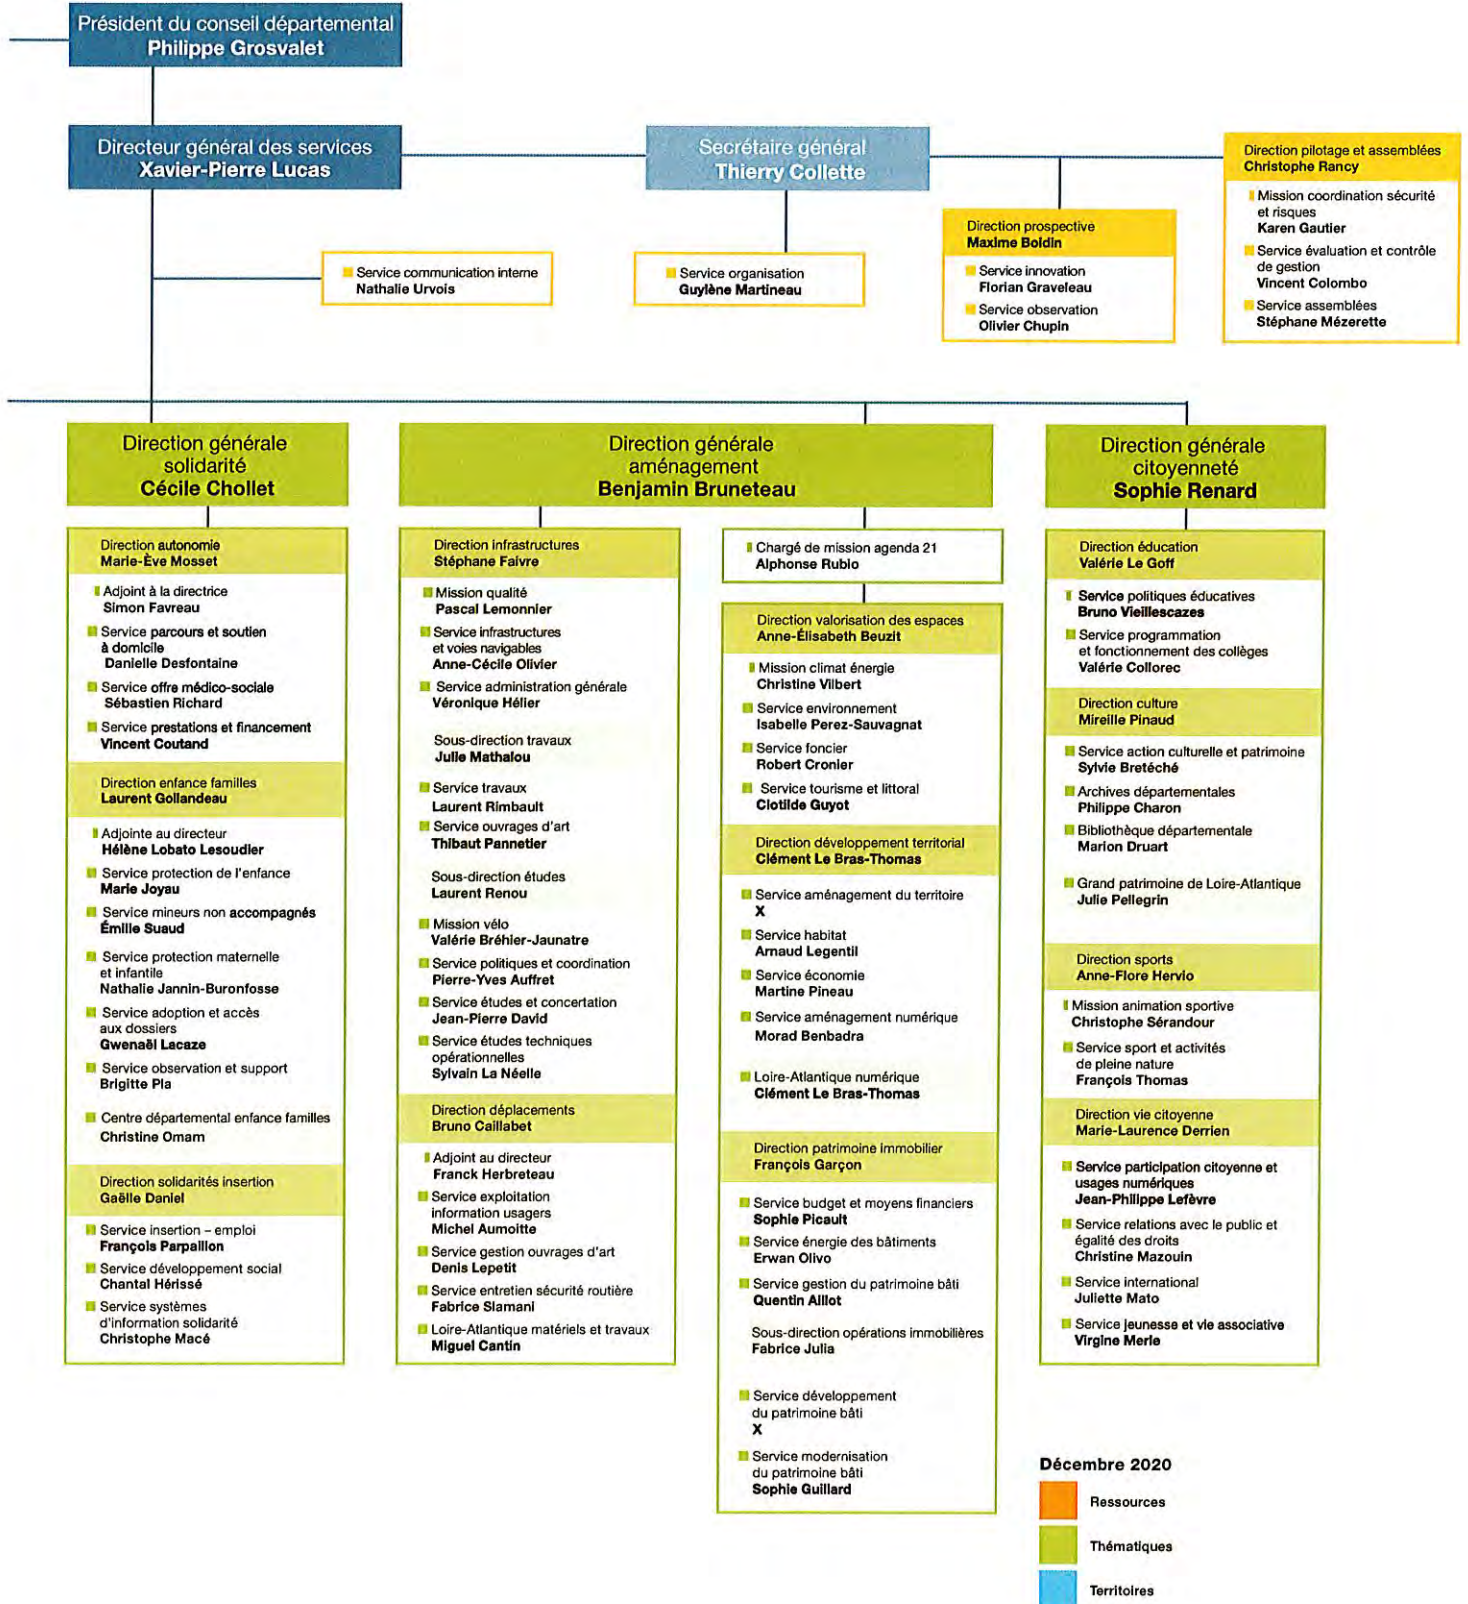 Président du conseil départemental
Philippe Grosvalet
Directeur général des services
Xavier-Pierre Lucas
Secrétaire général
Thierry Collette
Direction pilotage et assemblées
Christophe Rancy
Mission coordination sécurité
et risques
Karen Gautier
Service évaluation et contrôle
de gestion
Vincent Colombo
Service assemblées
Stéphane Mézerette
Direction prospective
Maxime Boidin
Service innovation
Florian Graveleau
Service observation
Olivier Chupin
Service communication interne
Nathalie Urvois
Service organisation
Guylène Martineau
Direction générale
solidarité
Cécile Chollet
Direction autonomie
Marie-Ève Mosset
Adjoint à la directrice
Simon Favreau
Service parcours et soutien
à domicile
Danielle Desfontaine
Service offre médico-sociale
Sébastien Richard
Service prestations et financement
Vincent Coutand
Direction enfance familles
Laurent Gollandeau
Adjointe au directeur
Hélène Lobato Lesoudier
Service protection de l'enfance
Marie Joyau
Service mineurs non accompagnés
Émilie Suaud
Service protection maternelle
et infantile
Nathalie Jannin-Buronfosse
Service adoption et accès
aux dossiers
Gwenaël Lacaze
Service observation et support
Brigitte Pla
Centre départemental enfance familles
Christine Omam
Direction solidarités insertion
Gaëlle Daniel
Service insertion – emploi
François Parpaillon
Service développement social
Chantal Hérissé
Service systèmes
d'information solidarité
Christophe Macé
Direction générale
aménagement
Benjamin Bruneteau
Direction infrastructures
Stéphane Faivre
Mission qualité
Pascal Lemonnier
Service infrastructures
et voies navigables
Anne-Cécile Olivier
Service administration générale
Véronique Hélier
Sous-direction travaux
Julie Mathalou
Service travaux
Laurent Rimbault
Service ouvrages d'art
Thibaut Pannetier
Sous-direction études
Laurent Renou
Mission vélo
Valérie Bréhier-Jaunatre
Service politiques et coordination
Pierre-Yves Auffret
Service études et concertation
Jean-Pierre David
Service études techniques
opérationnelles
Sylvain La Néelle
Direction déplacements
Bruno Caillabet
Adjoint au directeur
Franck Herbreteau
Service exploitation
information usagers
Michel Aumoitte
Service gestion ouvrages d'art
Denis Lepetit
Service entretien sécurité routière
Fabrice Slamani
Loire-Atlantique matériels et travaux
Miguel Cantin
Chargé de mission agenda 21
Alphonse Rubio
Direction valorisation des espaces
Anne-Élisabeth Beuzit
Mission climat énergie
Christine Vilbert
Service environnement
Isabelle Perez-Sauvagnat
Service foncier
Robert Cronier
Service tourisme et littoral
Clotilde Guyot
Direction développement territorial
Clément Le Bras-Thomas
Service aménagement du territoire
X
Service habitat
Arnaud Legentil
Service économie
Martine Pineau
Service aménagement numérique
Morad Benbadra
Loire-Atlantique numérique
Clément Le Bras-Thomas
Direction patrimoine immobilier
François Garçon
Service budget et moyens financiers
Sophie Picault
Service énergie des bâtiments
Erwan Olivo
Service gestion du patrimoine bâti
Quentin Aillot
Sous-direction opérations immobilières
Fabrice Julia
Service développement
du patrimoine bâti
X
Service modernisation
du patrimoine bâti
Sophie Guillard
Direction générale
citoyenneté
Sophie Renard
Direction éducation
Valérie Le Goff
Service politiques éducatives
Bruno Vieillescazes
Service programmation
et fonctionnement des collèges
Valérie Collorec
Direction culture
Mireille Pinaud
Service action culturelle et patrimoine
Sylvie Bretéché
Archives départementales
Philippe Charon
Bibliothèque départementale
Marion Druart
Grand patrimoine de Loire-Atlantique
Julie Pellegrin
Direction sports
Anne-Flore Hervio
Mission animation sportive
Christophe Sérandour
Service sport et activités
de pleine nature
François Thomas
Direction vie citoyenne
Marie-Laurence Derrien
Service participation citoyenne et
usages numériques
Jean-Philippe Lefèvre
Service relations avec le public et
égalité des droits
Christine Mazouin
Service international
Juliette Mato
Service jeunesse et vie associative
Virgine Merle
Décembre 2020
Ressources
Thématiques
Territoires